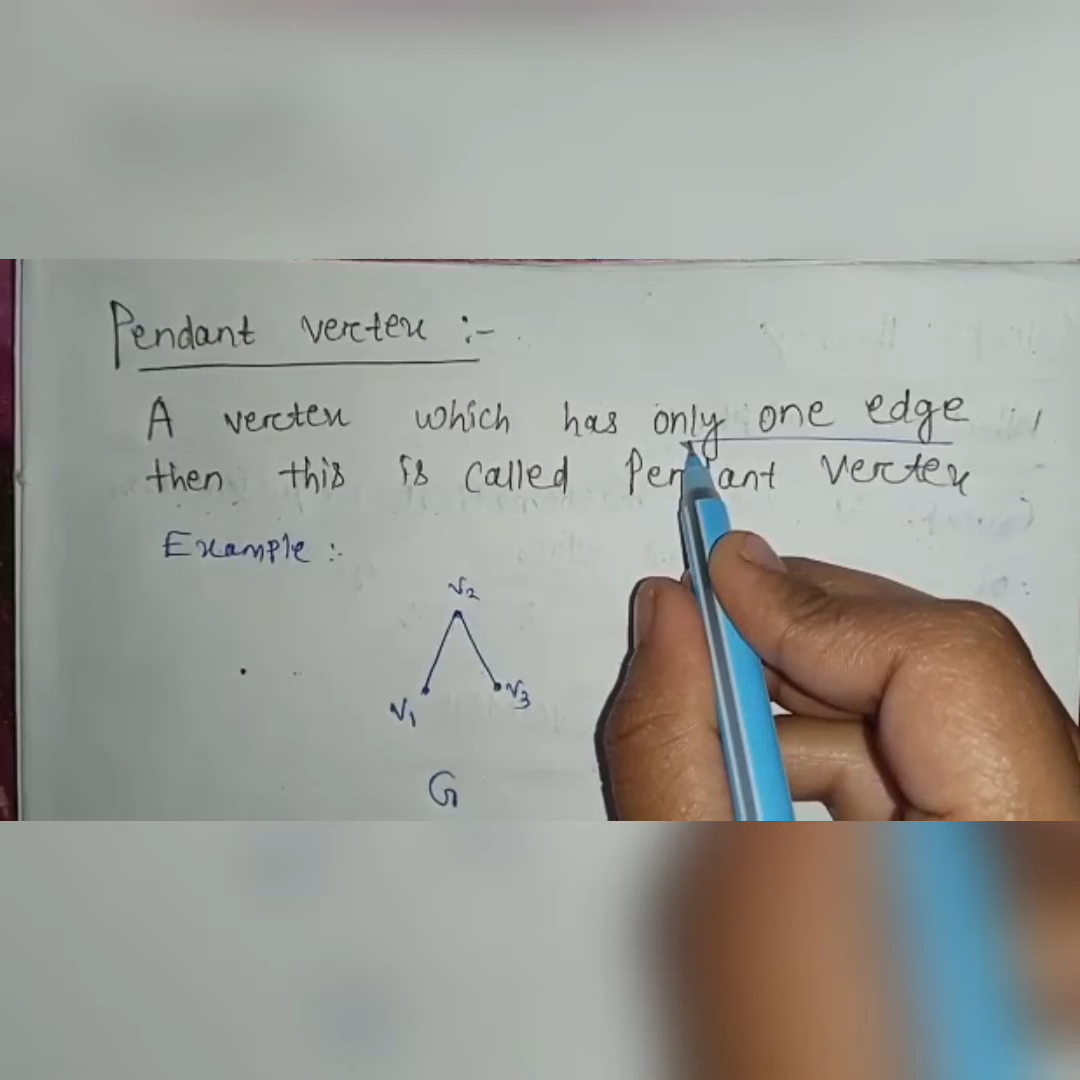 Pendant vertex :-
A vertex which has only one edge,
then this is called Pendant vertex
Example :-
v2
v1
v3
G